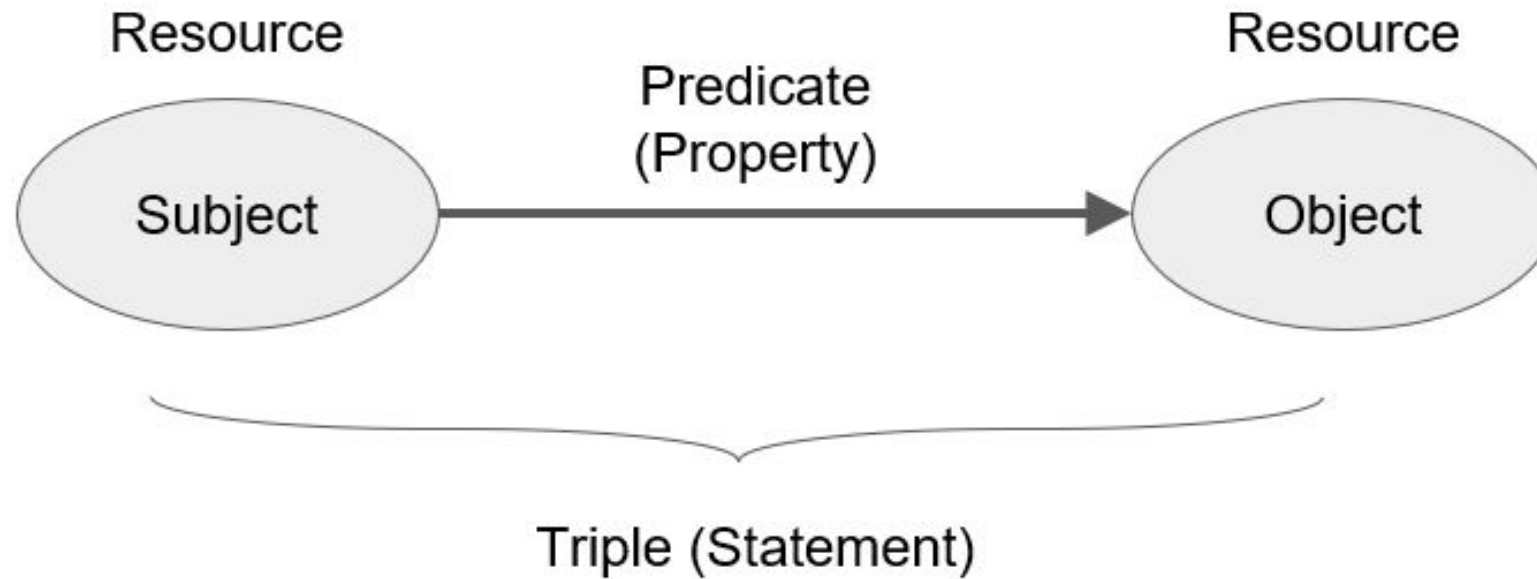 Resource
Resource
Predicate
(Property)
Subject
Object
Triple (Statement)